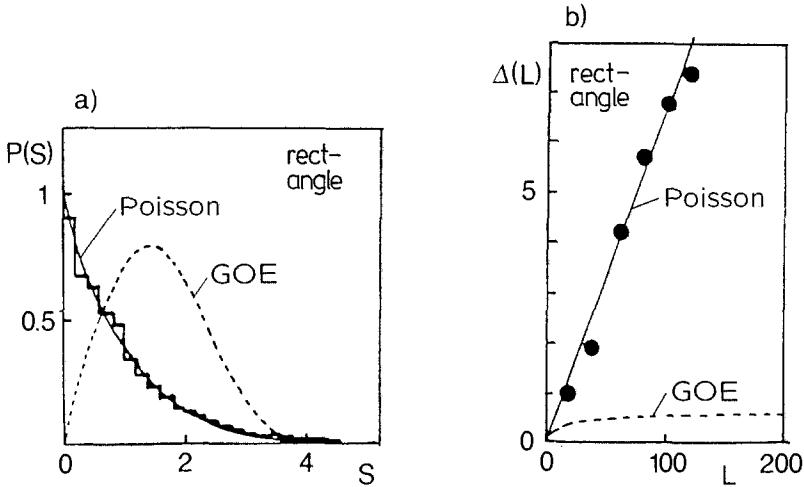 a)
P(S)
rect-
angle
1
Poisson
GOE
0.5
0 2 4 S
b)
Δ(L)
rect-
angle
5
Poisson
GOE
0
0 100 L 200